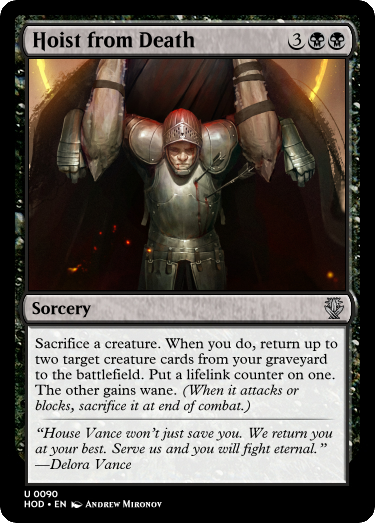 Hoist from Death 3
Sorcery
Sacrifice a creature. When you do, return up to
two target creature cards from your graveyard
to the battlefield. Put a lifelink counter on one.
The other gains wane. (When it attacks or
blocks, sacrifice it at end of combat.)
“House Vance won’t just save you. We return you
at your best. Serve us and you will fight eternal.”
—Delora Vance
U 0090
HOD • EN Andrew Mironov